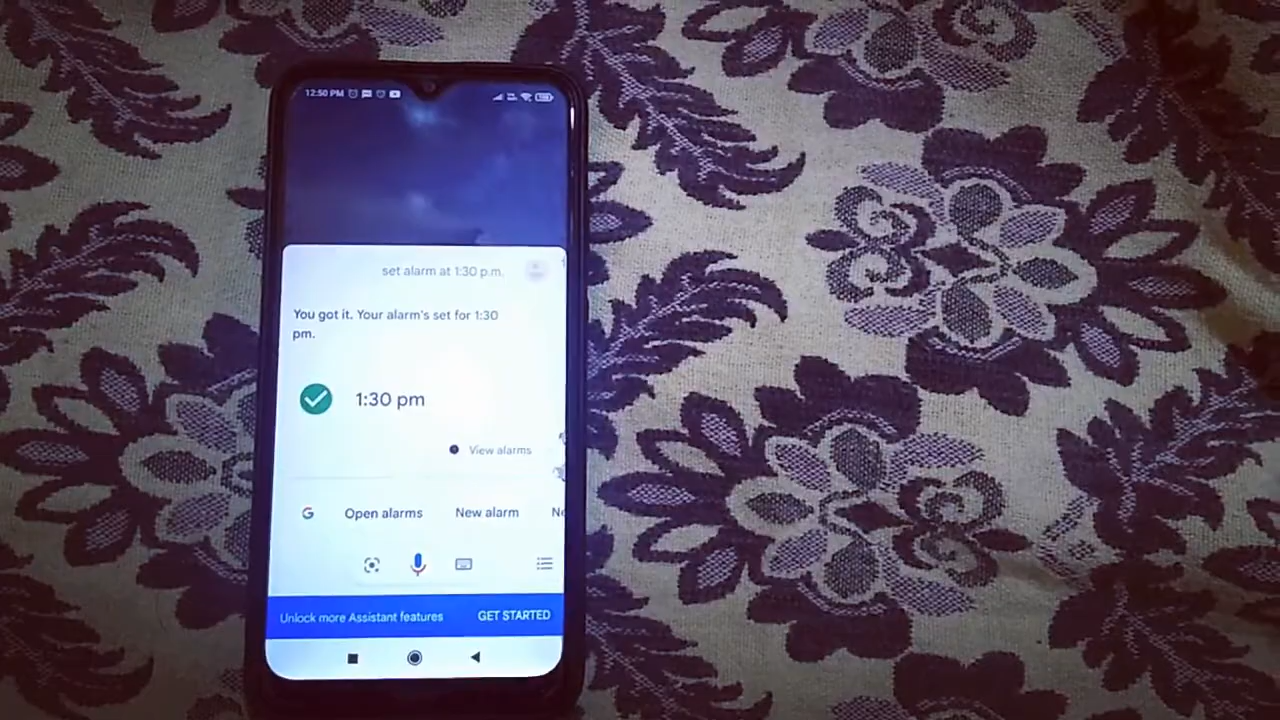 12:50 PM
set alarm at 1:30 p.m.
You got it. Your alarm's set for 1:30
pm.
1:30 pm
View alarms
G Open alarms New alarm
Unlock more Assistant features GET STARTED